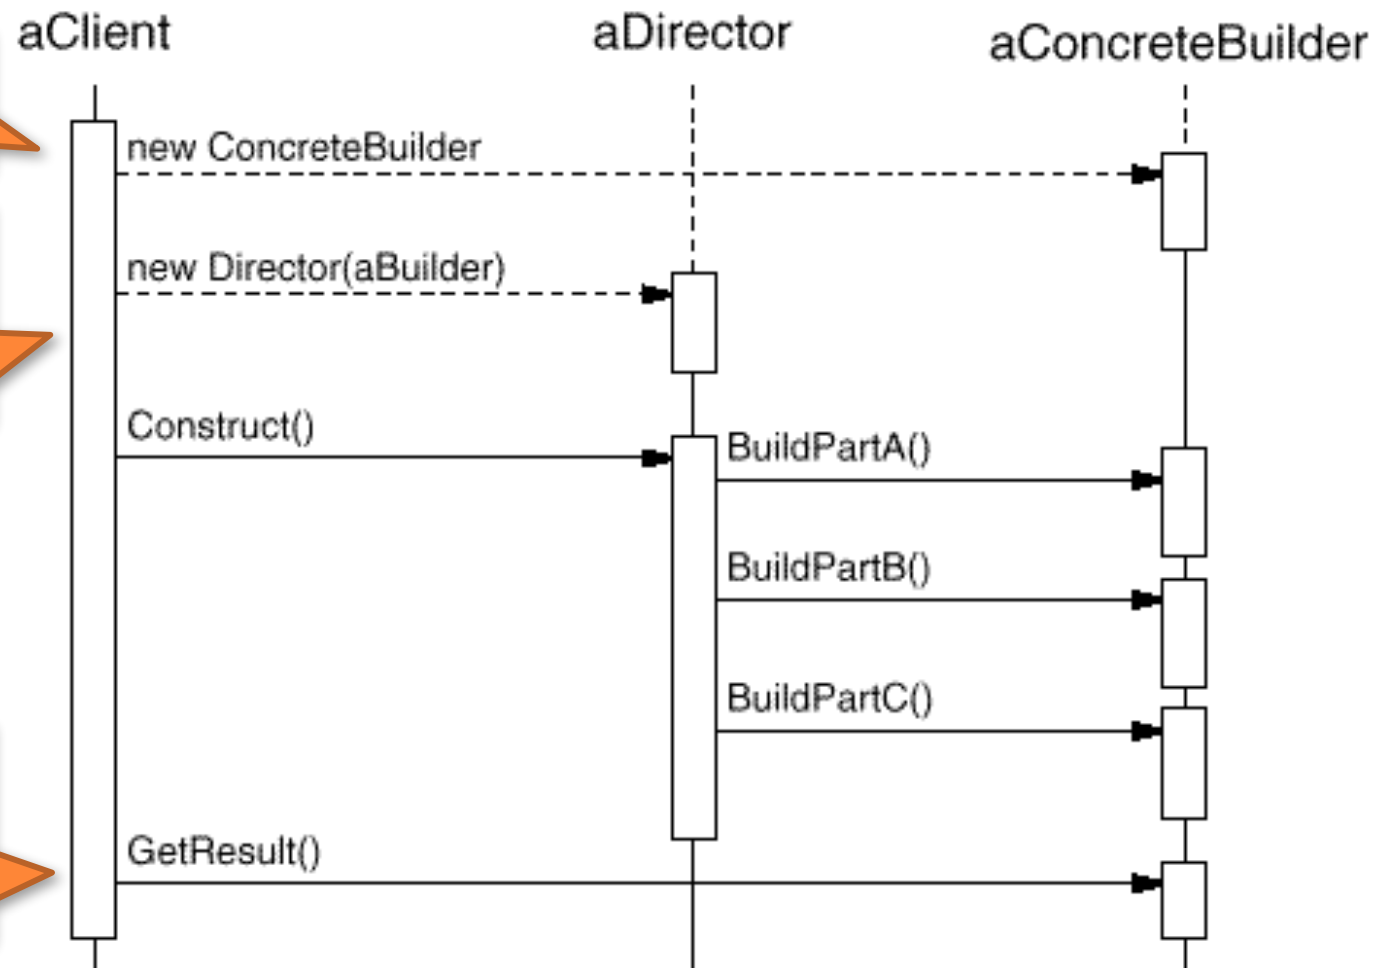 aClient
aDirector
aConcreteBuilder
new ConcreteBuilder
new Director(aBuilder)
Construct()
BuildPartA()
BuildPartB()
BuildPartC()
GetResult()